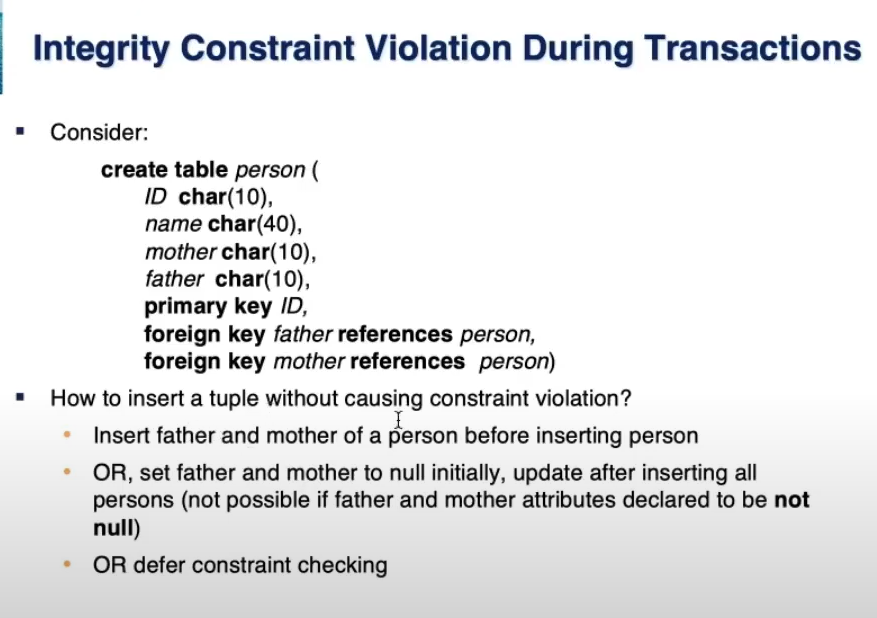 Integrity Constraint Violation During Transactions
▪ Consider:
create table person (
ID char(10),
name char(40),
mother char(10),
father char(10),
primary key ID,
foreign key father references person,
foreign key mother references person)
▪ How to insert a tuple without causing constraint violation?
• Insert father and mother of a person before inserting person
• OR, set father and mother to null initially, update after inserting all
persons (not possible if father and mother attributes declared to be not
null)
• OR defer constraint checking